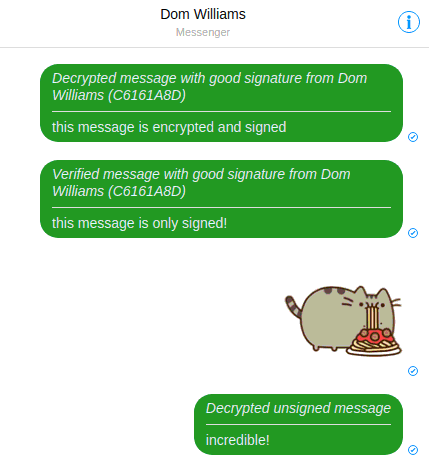 Dom Williams
Messenger
Decrypted message with good signature from Dom
Williams (C6161A8D)
this message is encrypted and signed
Verified message with good signature from Dom
Williams (C6161A8D)
this message is only signed!
Decrypted unsigned message
incredible!